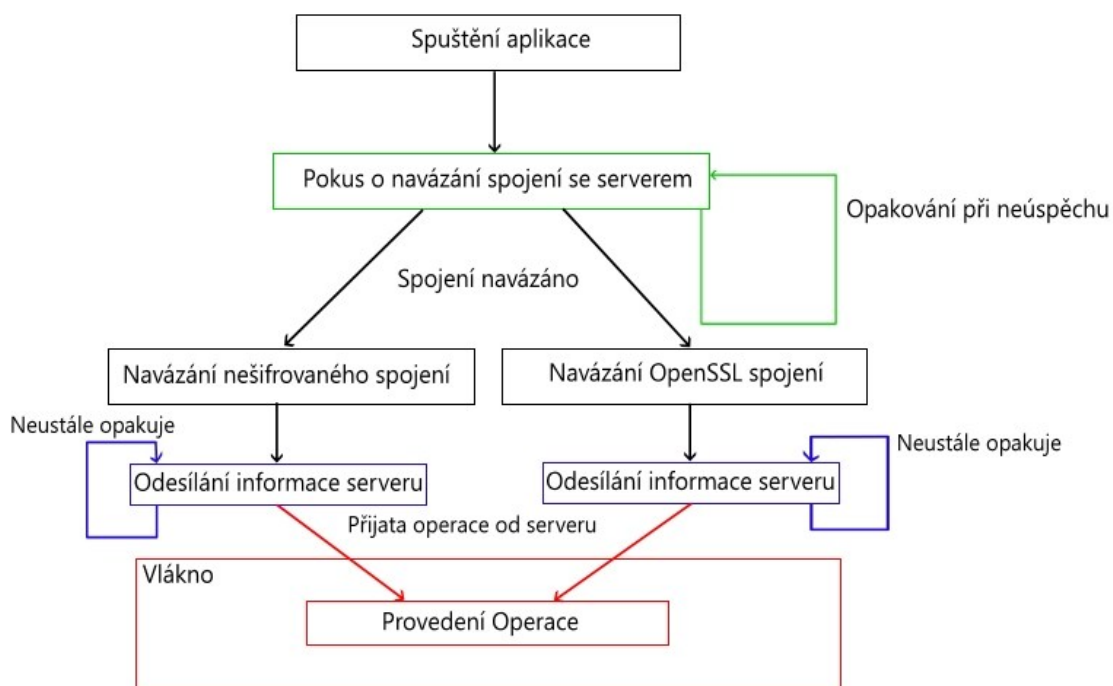 Spuštění aplikace
Pokus o navázání spojení se serverem
Opakování při neúspěchu
Spojení navázáno
Navázání nešifrovaného spojení
Navázání OpenSSL spojení
Neustále opakuje
Neustále opakuje
Odesílání informace serveru
Odesílání informace serveru
Přijata operace od serveru
Vlákno
Provedení Operace